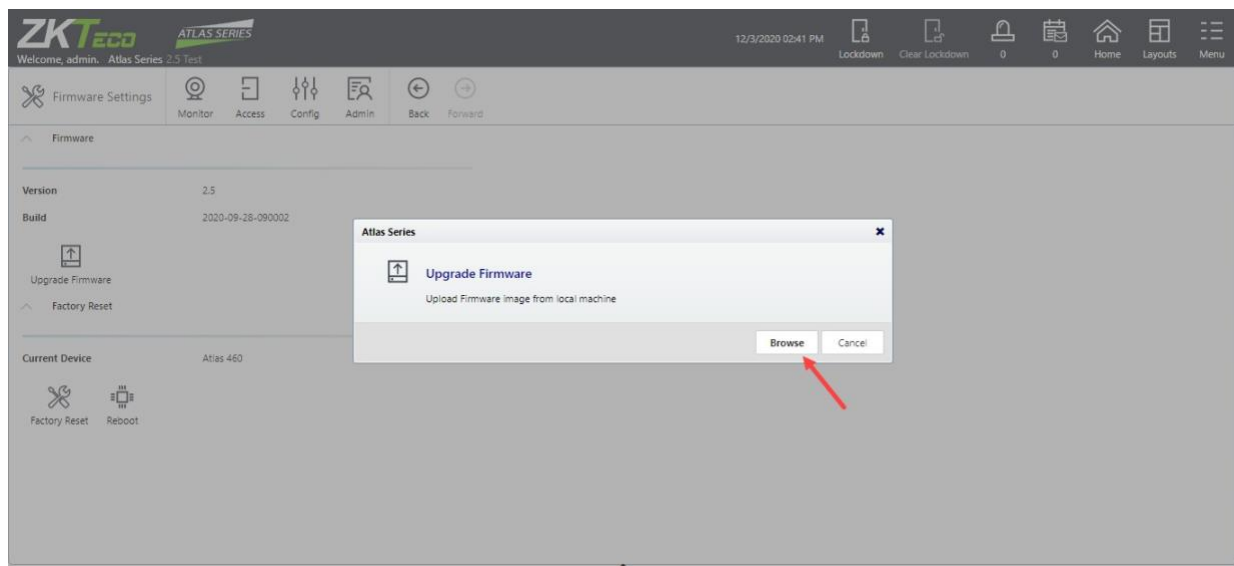 ZKTECO ATLAS SERIES
Welcome, admin. Atlas Series 2.5 Test
12/3/2020 02:41 PM
Lockdown Clear Lockdown 0 0 Home Layouts Menu
Firmware Settings Monitor Access Config Admin Back Forward
Firmware
Version 2.5
Build 2020-09-28-090002
Upgrade Firmware
Factory Reset
Current Device Atlas 460
Factory Reset Reboot
Atlas Series
Upgrade Firmware
Upload Firmware image from local machine
Browse Cancel